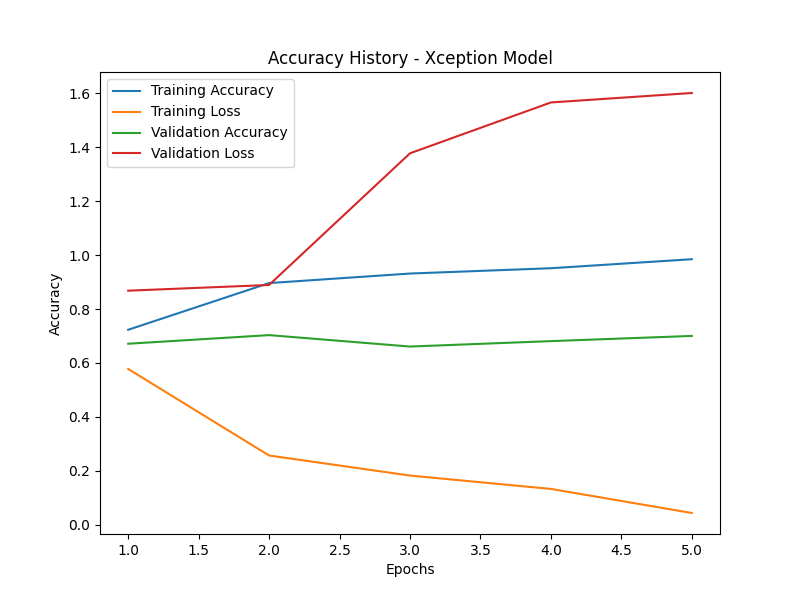 Accuracy History - Xception Model
Training Accuracy
Training Loss
Validation Accuracy
Validation Loss
Accuracy
1.6
1.4
1.2
1.0
0.8
0.6
0.4
0.2
0.0
1.0 1.5 2.0 2.5 3.0 3.5 4.0 4.5 5.0
Epochs